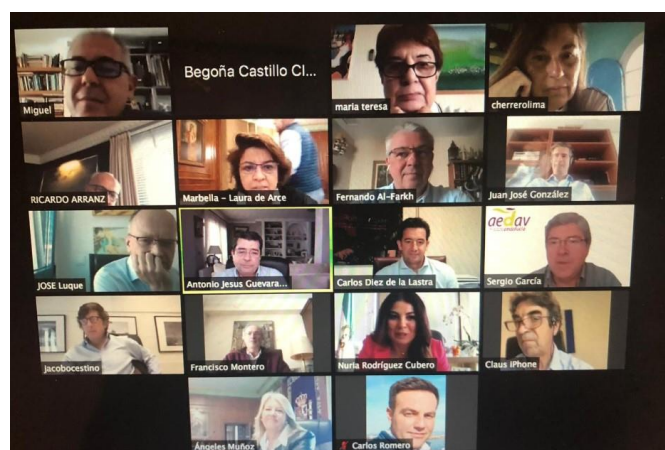 Miguel
Begoña Castillo Cl...
maria teresa
cherrerolima
RICARDO ARRANZ
Marbella - Laura de Arce
Fernando Al-Farkh
Juan José González
JOSE Luque
Antonio Jesus Guevara...
Carlos Díez de la Lastra
aedav
Sergio García
Jacobocestino
Francisco Montero
Nuria Rodríguez Cubero
Claus iPhone
Ángeles Muñoz
Carlos Romero